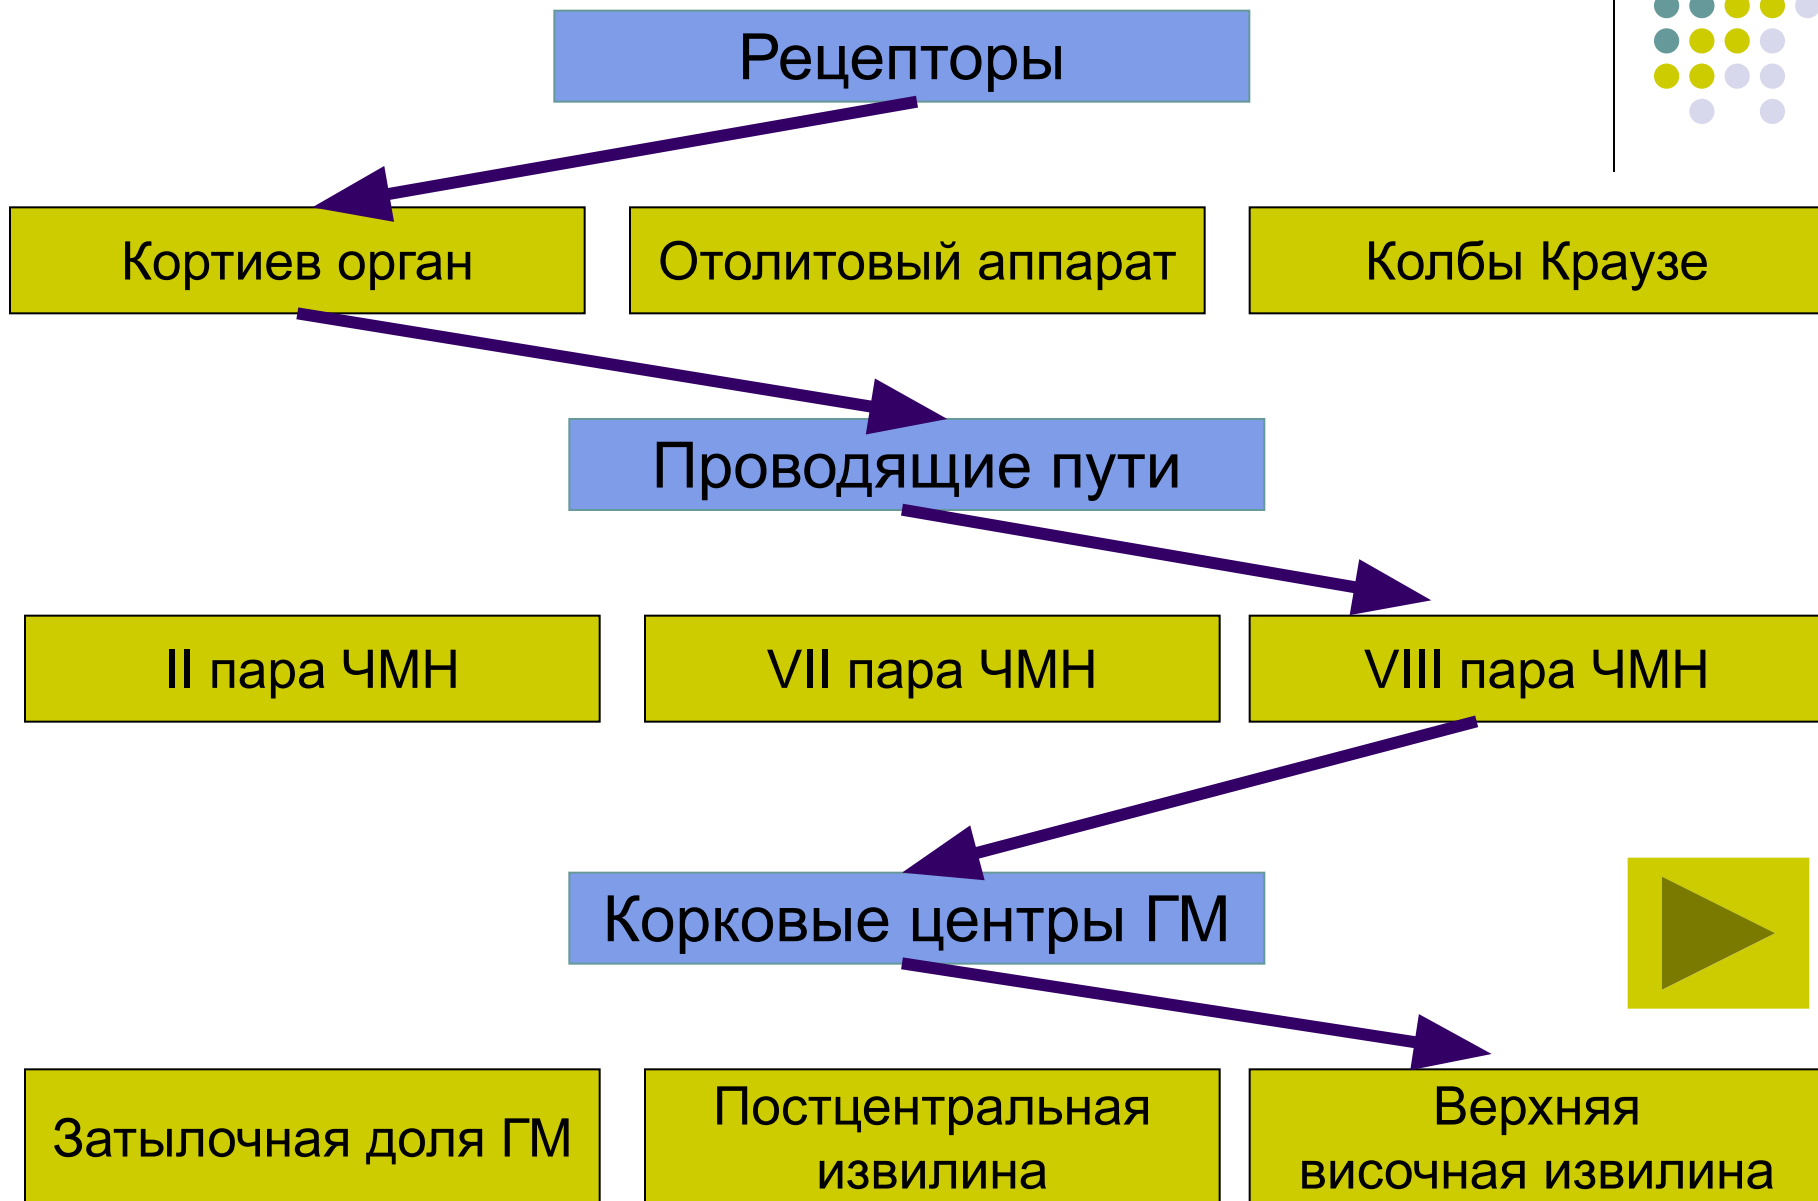 Рецепторы
Кортиев орган
Отолитовый аппарат
Колбы Краузе
Проводящие пути
II пара ЧМН
VII пара ЧМН
VIII пара ЧМН
Корковые центры ГМ
Затылочная доля ГМ
Постцентральная
извилина
Верхняя
височная извилина